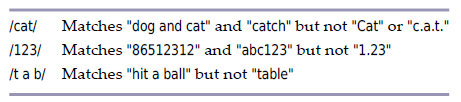 /cat/ Matches "dog and cat" and "catch" but not "Cat" or "c.a.t."
/123/ Matches "86512312" and "abc123" but not "1.23"
/t a b/ Matches "hit a ball" but not "table"